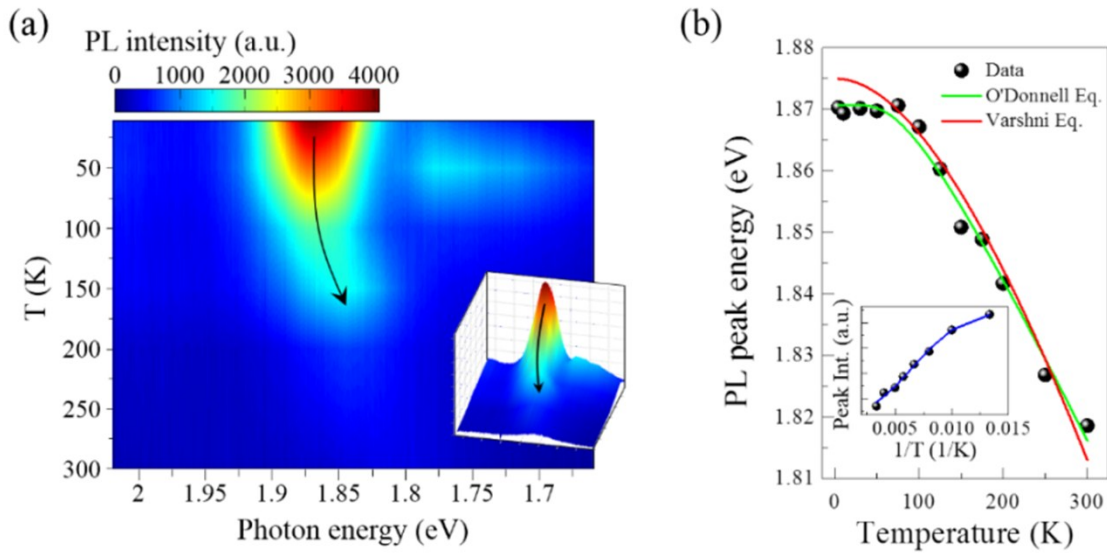 (a)
PL intensity (a.u.)
0 1000 2000 3000 4000
T (K)
50
100
150
200
250
300
2 1.95 1.9 1.85 1.8 1.75 1.7
Photon energy (eV)
(b)
PL peak energy (eV)
1.88
1.87
1.86
1.85
1.84
1.83
1.82
1.81
Data
O'Donnell Eq.
Varshni Eq.
Peak Int. (a.u.)
0.005 0.010 0.015
1/T (1/K)
0 100 200 300
Temperature (K)